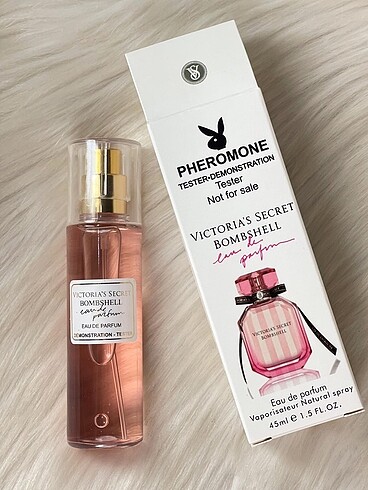 VS
PHEROMONE
TESTER-DEMONSTRATION
Tester
Not for sale
VICTORIA'S SECRET
BOMBSHELL
eau de
parfum
VICTORIA'S SECRET
BOMBSHELL
Eau de parfum
Vaporisateur Natural spray
45ml e 1.5 FL.OZ.
VICTORIA'S SECRET
BOMBSHELL
eau de
parfum
EAU DE PARFUM
DEMONSTRATION - TESTER